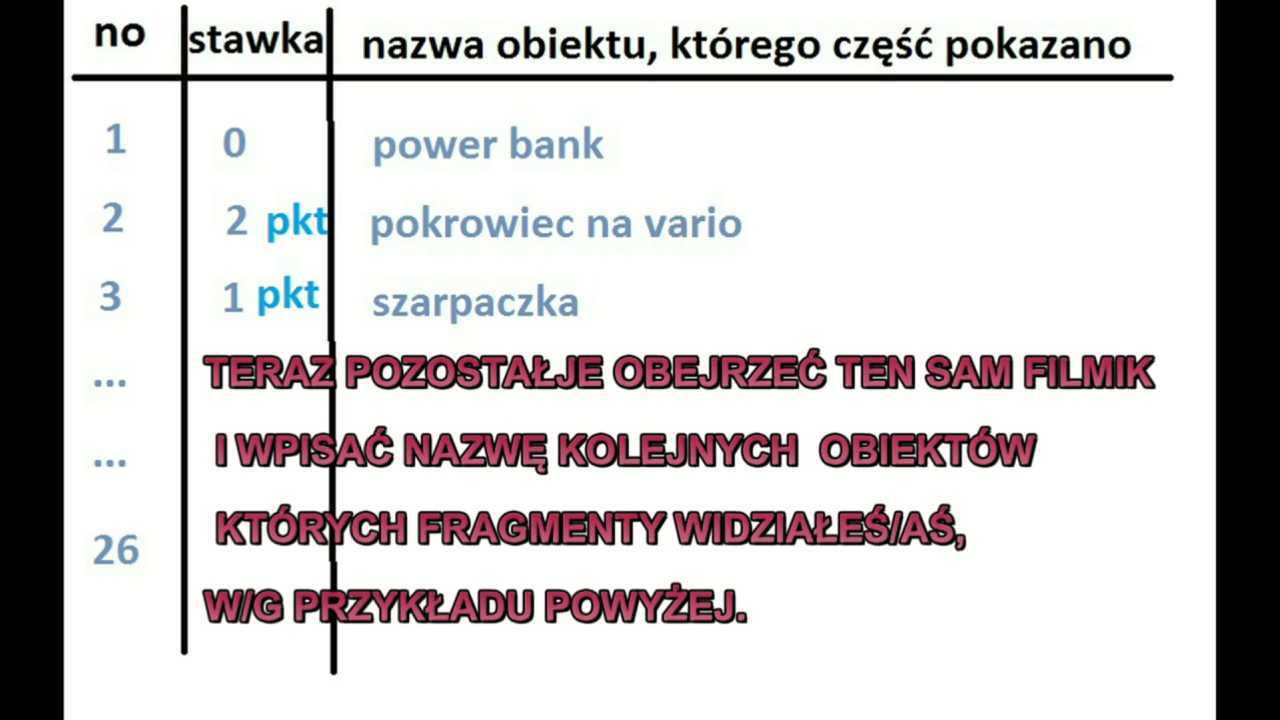 no stawka nazwa obiektu, którego część pokazano
1 0 power bank
2 2 pkt pokrowiec na vario
3 1 pkt szarpaczka
... TERAZ POZOSTAŁJE OBEJRZEĆ TEN SAM FILMIK
... I WPISAĆ NAZWĘ KOLEJNYCH OBIEKTÓW
26 KTÓRYCH FRAGMENTY WIDZIAŁEŚ/AŚ,
W/G PRZYKŁADU POWYŻEJ.